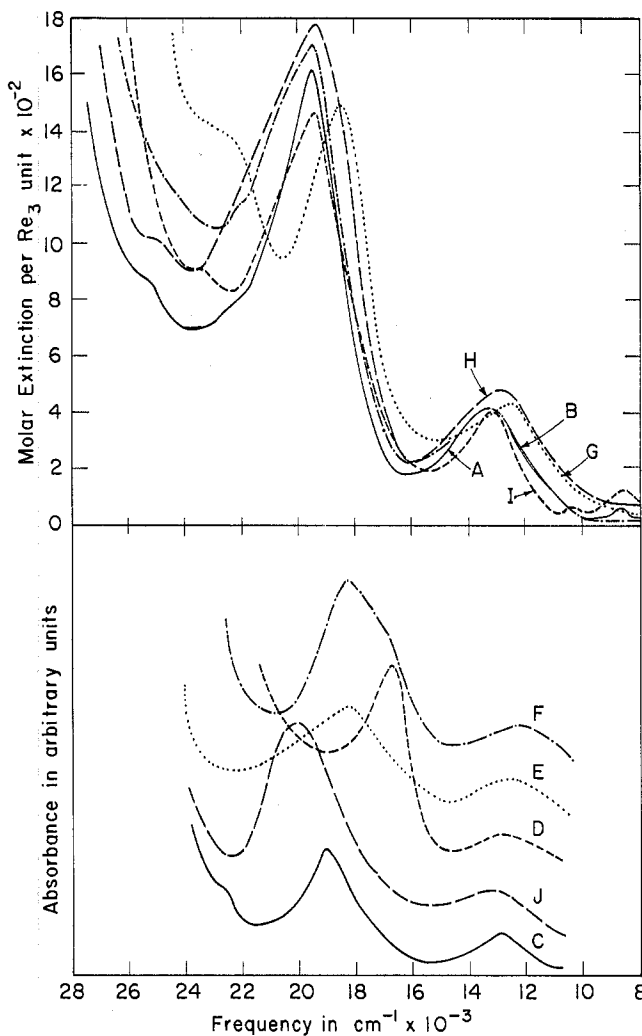 Molar Extinction per Re3 unit x 10-2
18
16
14
12
10
8
6
4
2
0
H
B
A
G
I
Absorbance in arbitrary units
F
E
D
J
C
28 26 24 22 20 18 16 14 12 10 8
Frequency in cm-1 x 10-3